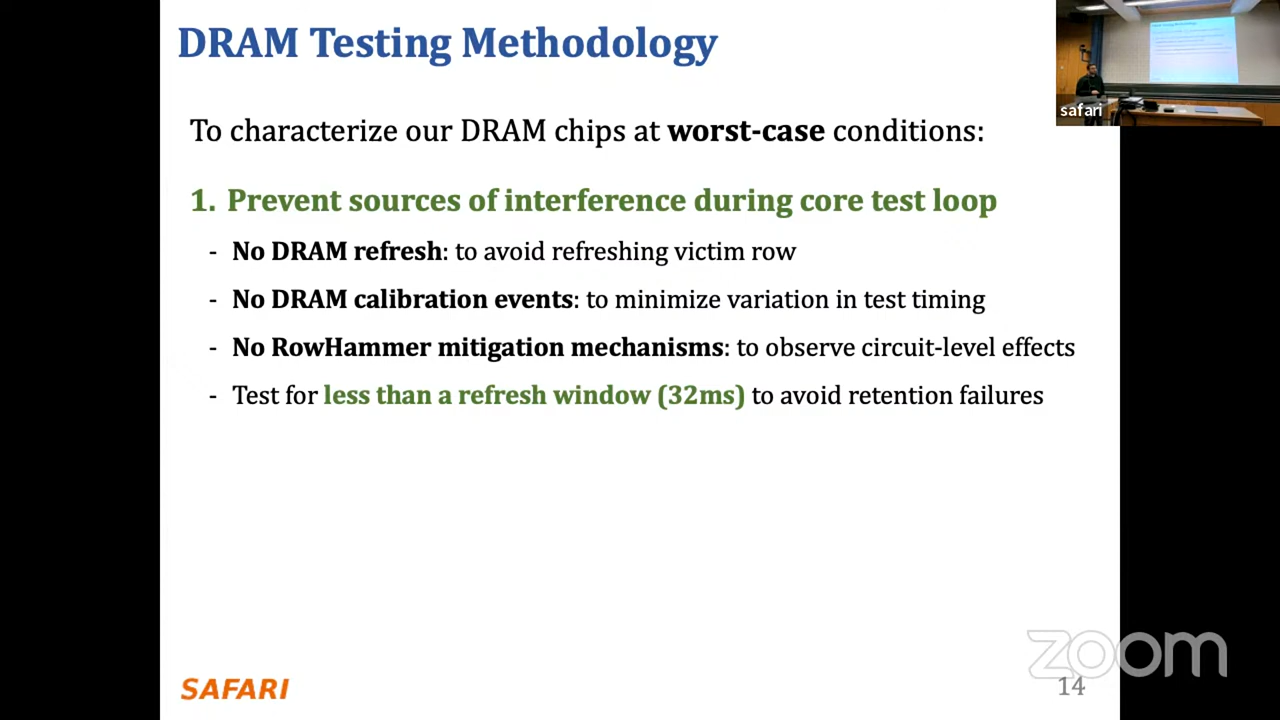 DRAM Testing Methodology
safari
To characterize our DRAM chips at worst-case conditions:
1. Prevent sources of interference during core test loop
- No DRAM refresh: to avoid refreshing victim row
- No DRAM calibration events: to minimize variation in test timing
- No RowHammer mitigation mechanisms: to observe circuit-level effects
- Test for less than a refresh window (32ms) to avoid retention failures
zoom
SAFARI
14